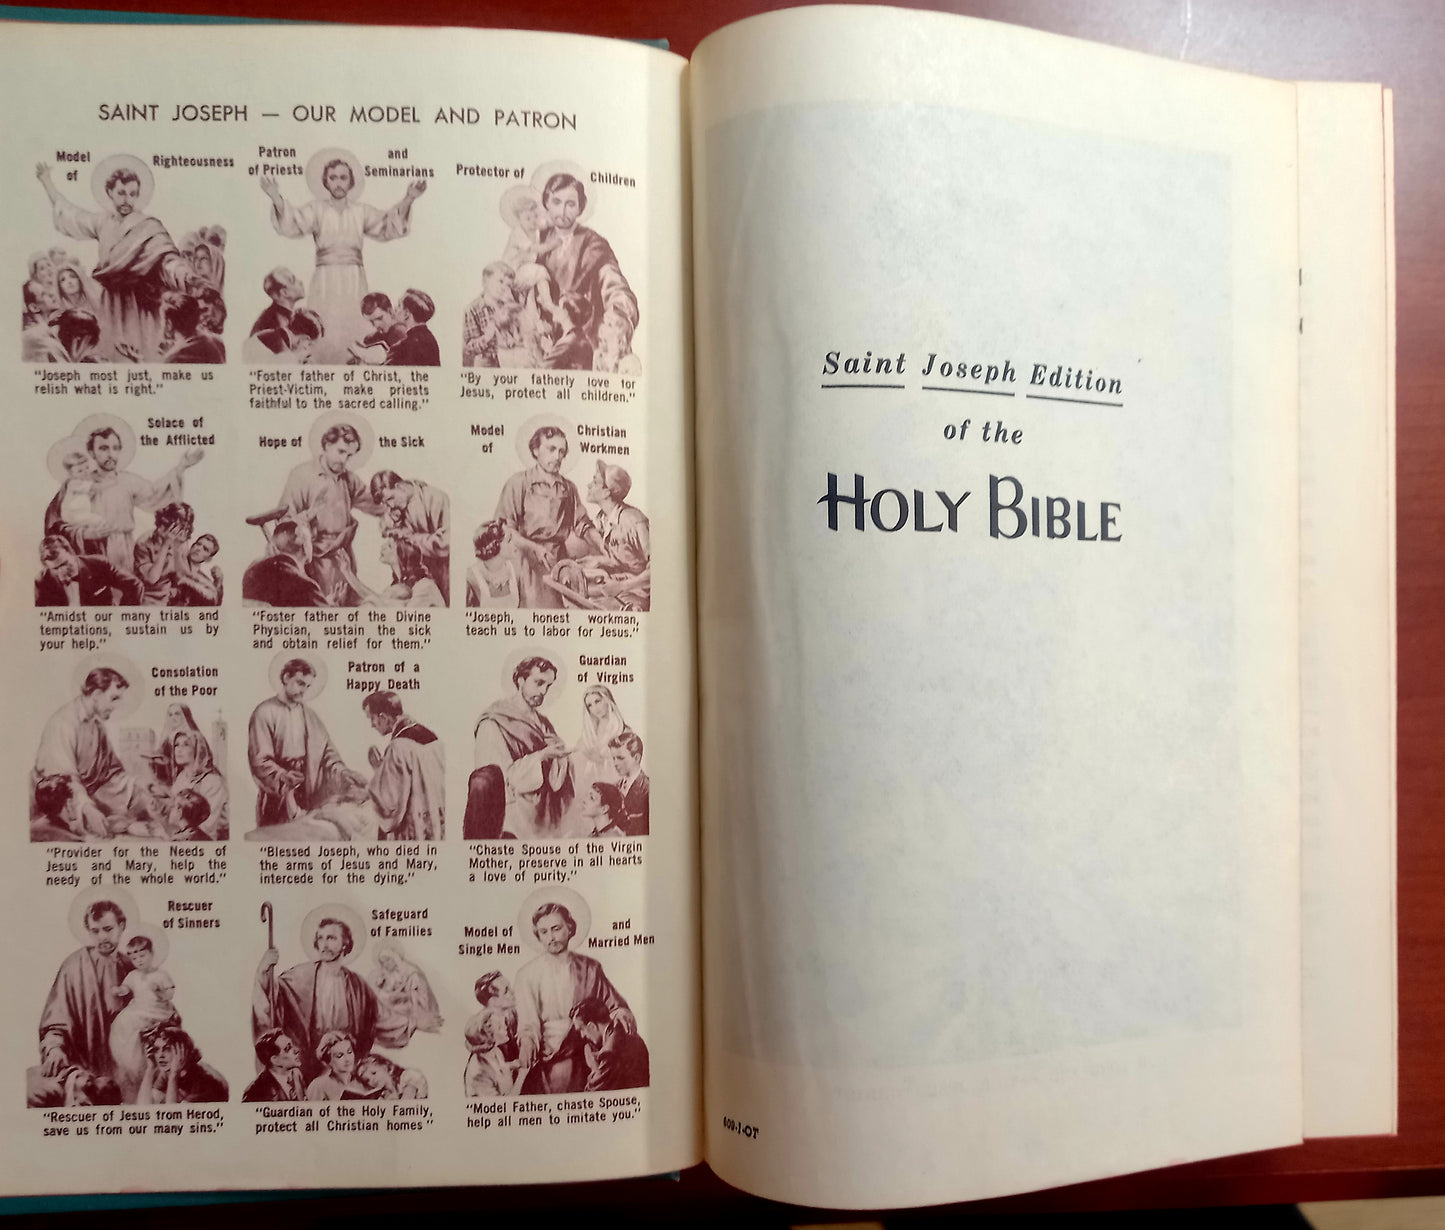 SAINT JOSEPH — OUR MODEL AND PATRON
Model
of
Righteousness
"Joseph most just, make us
relish what is right."
Patron
of Priests
and
Seminarians
"Foster father of Christ, the
Priest-Victim, make priests
faithful to the sacred calling."
Protector of
Children
"By your fatherly love for
Jesus, protect all children."
Solace of
the Afflicted
"Amidst our many trials and
temptations, sustain us by
your help."
Hope of
the Sick
"Foster father of the Divine
Physician, sustain the sick
and obtain relief for them."
Model
of
Christian
Workmen
"Joseph, honest workman,
teach us to labor for Jesus."
Consolation
of the Poor
"Provider for the Needs of
Jesus and Mary, help the
needy of the whole world."
Patron of a
Happy Death
"Blessed Joseph, who died in
the arms of Jesus and Mary,
intercede for the dying."
Guardian
of Virgins
"Chaste Spouse of the Virgin
Mother, preserve in all hearts
a love of purity."
Rescuer
of Sinners
"Rescuer of Jesus from Herod,
save us from our many sins."
Safeguard
of Families
"Guardian of the Holy Family,
protect all Christian homes"
Model of
Single Men
and
Married Men
"Model Father, chaste Spouse,
help all men to imitate you."
Saint Joseph Edition
of the
HOLY BIBLE
609-1-OT